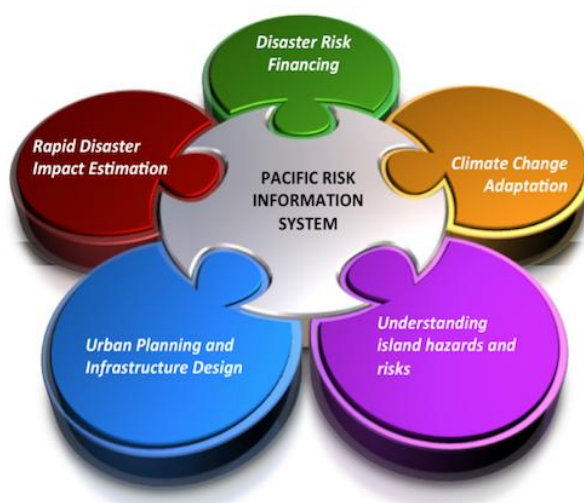 Disaster Risk
Financing
Rapid Disaster
Impact Estimation
Climate Change
Adaptation
PACIFIC RISK
INFORMATION
SYSTEM
Urban Planning and
Infrastructure Design
Understanding
island hazards and
risks